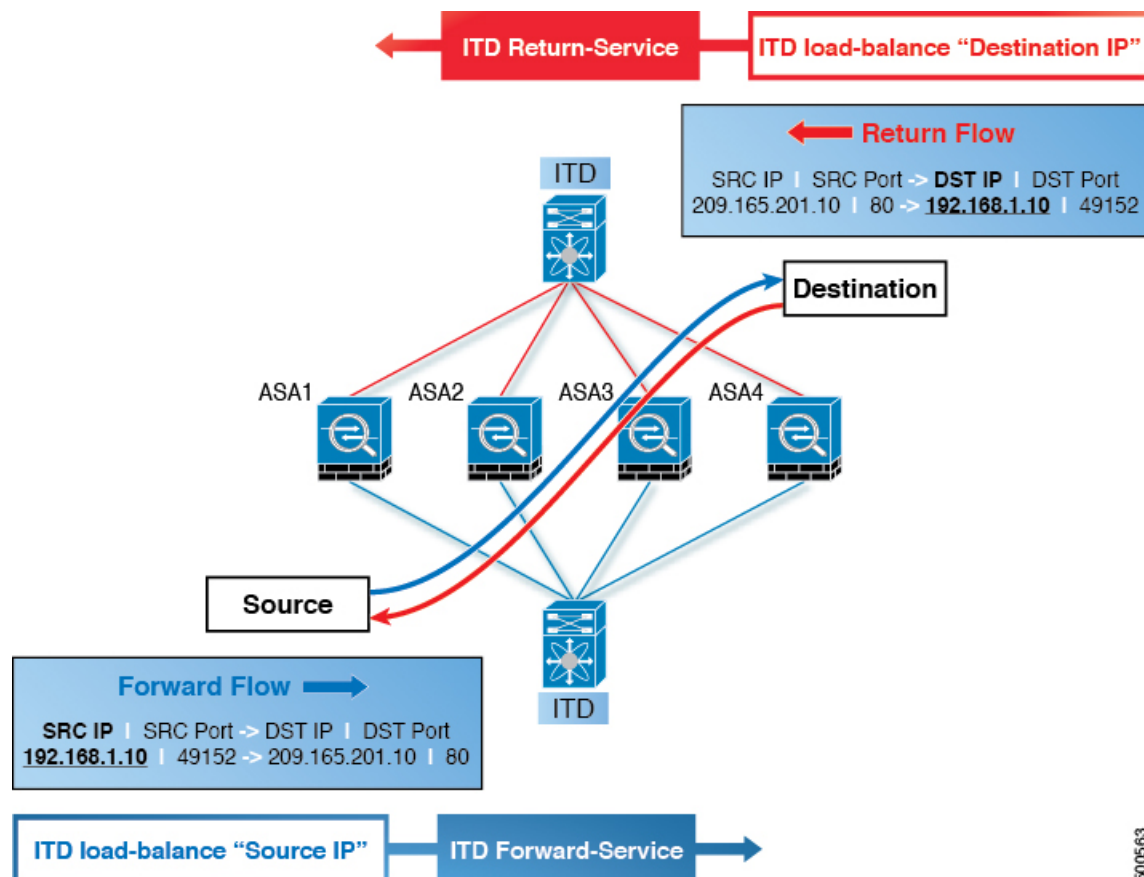 ITD Return-Service
ITD load-balance “Destination IP”
Return Flow
SRC IP | SRC Port -> DST IP | DST Port
209.165.201.10 | 80 -> 192.168.1.10 | 49152
ITD
Destination
ASA1
ASA2
ASA3
ASA4
Source
ITD
Forward Flow
SRC IP | SRC Port -> DST IP | DST Port
192.168.1.10 | 49152 -> 209.165.201.10 | 80
ITD load-balance “Source IP”
ITD Forward-Service